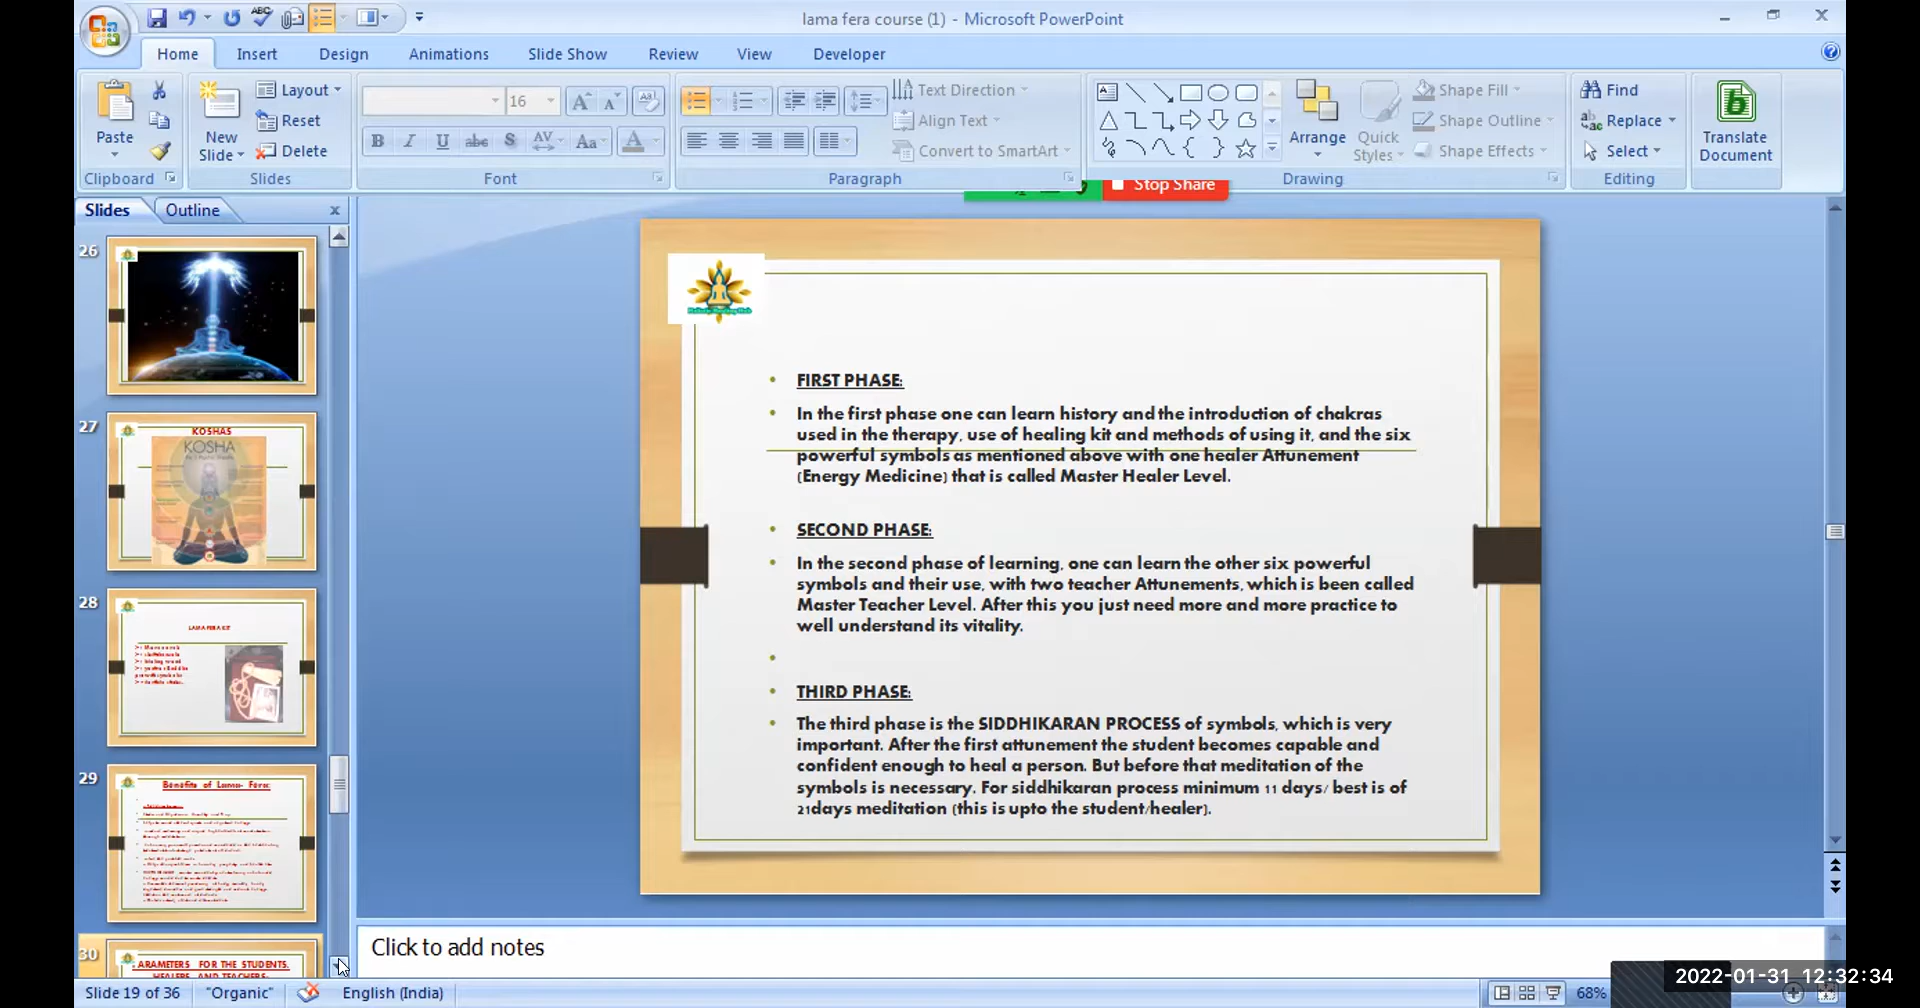 lama fera course (1) - Microsoft PowerPoint
Home Insert Design Animations Slide Show Review View Developer
Paste
Clipboard
New Slide
Layout
Reset
Delete
Slides
16
Font
Paragraph
Text Direction
Align Text
Convert to SmartArt
Arrange
Quick Styles
Shape Fill
Shape Outline
Shape Effects
Drawing
Find
Replace
Select
Editing
Translate Document
Stop Share
Slides Outline
26
27
KOSHAS
KOSHA
28
LAMA FERA KIT
29
Benefits of Lama- Fera:
30
ARAMETERS FOR THE STUDENTS,
HEALERS AND TEACHERS:
• FIRST PHASE:
• In the first phase one can learn history and the introduction of chakras
used in the therapy, use of healing kit and methods of using it, and the six
powerful symbols as mentioned above with one healer Attunement
(Energy Medicine) that is called Master Healer Level.
• SECOND PHASE:
• In the second phase of learning, one can learn the other six powerful
symbols and their use, with two teacher Attunements, which is been called
Master Teacher Level. After this you just need more and more practice to
well understand its vitality.
•
• THIRD PHASE:
• The third phase is the SIDDHIKARAN PROCESS of symbols, which is very
important. After the first attunement the student becomes capable and
confident enough to heal a person. But before that meditation of the
symbols is necessary. For siddhikaran process minimum 11 days/ best is of
21days meditation (this is upto the student/healer).
Click to add notes
Slide 19 of 36 "Organic" English (India) 68%
2022-01-31 12:32:34